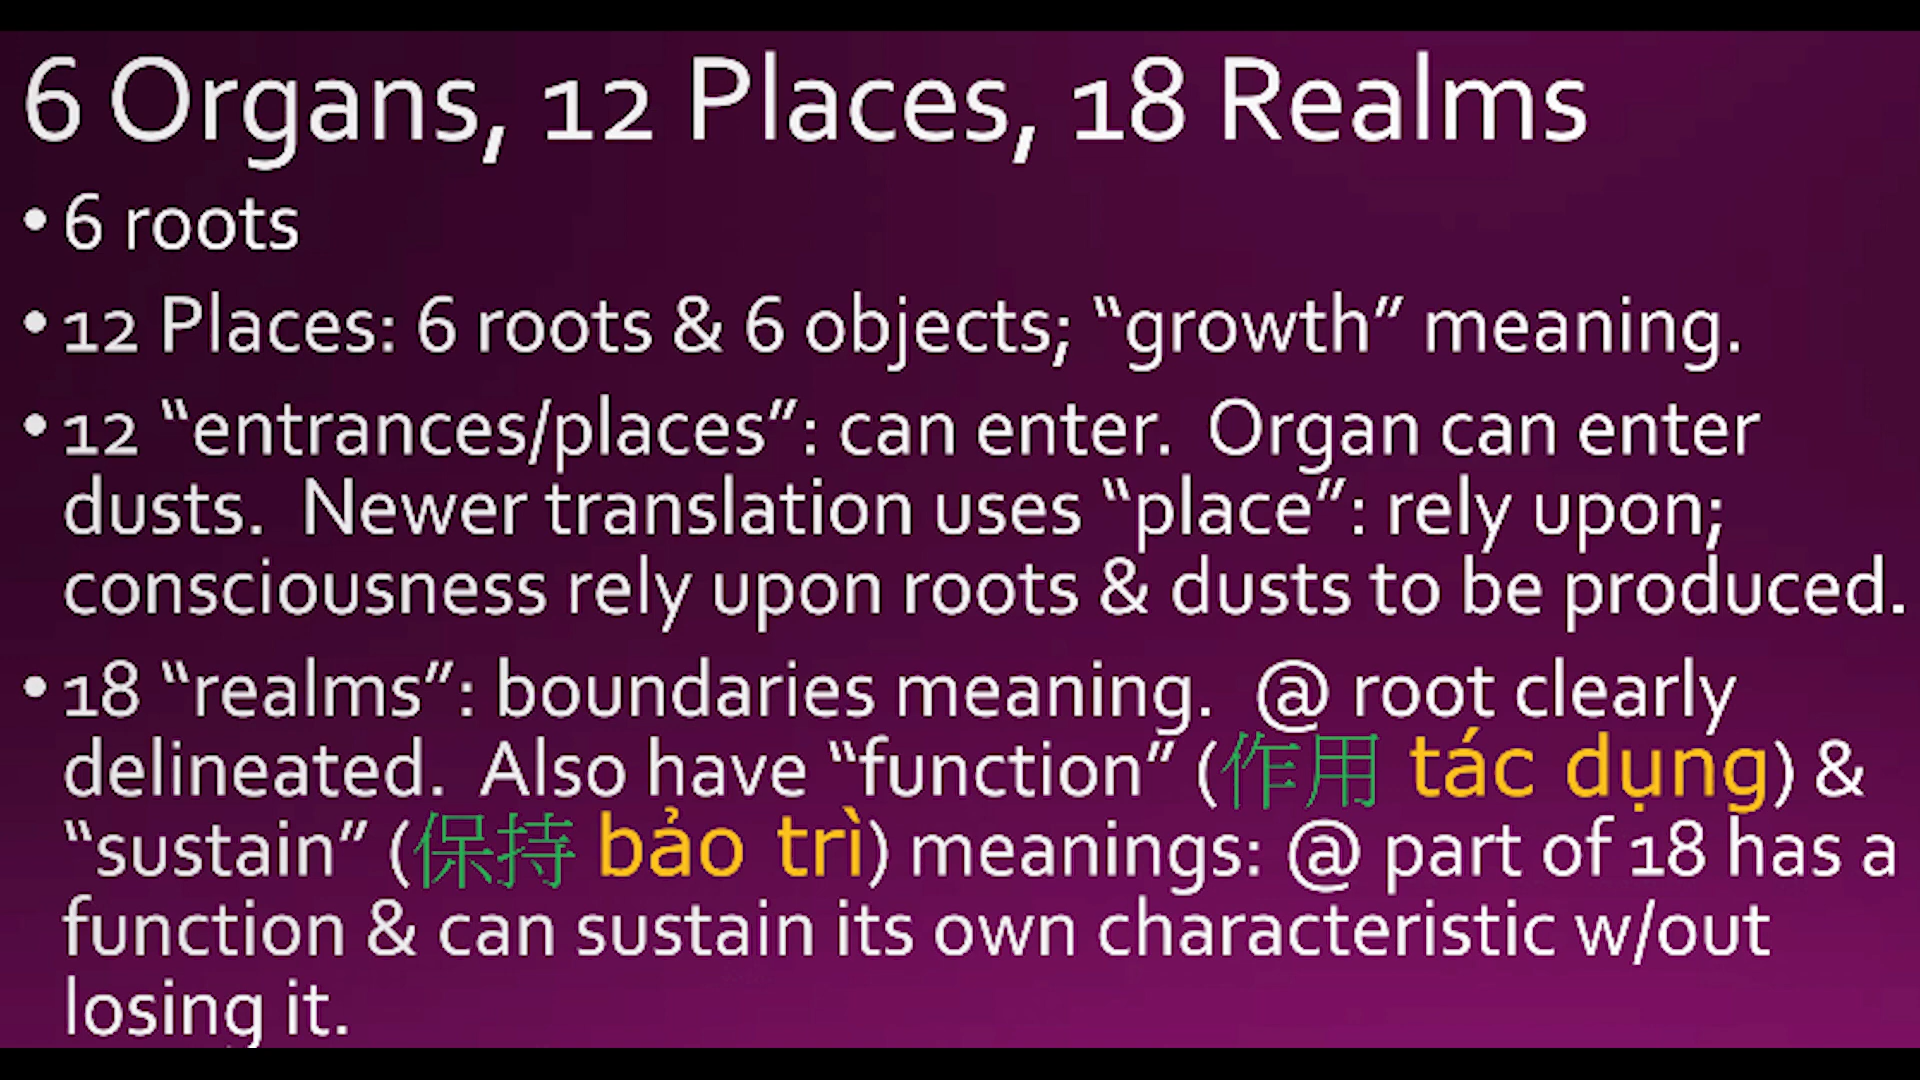 6 Organs, 12 Places, 18 Realms
• 6 roots
• 12 Places: 6 roots & 6 objects; “growth” meaning.
• 12 “entrances/places”: can enter.  Organ can enter
dusts.  Newer translation uses “place”: rely upon;
consciousness rely upon roots & dusts to be produced.
• 18 “realms”: boundaries meaning.  @ root clearly
delineated.  Also have “function” (作用 tác dụng) &
“sustain” (保持 bảo trì) meanings: @ part of 18 has a
function & can sustain its own characteristic w/out
losing it.